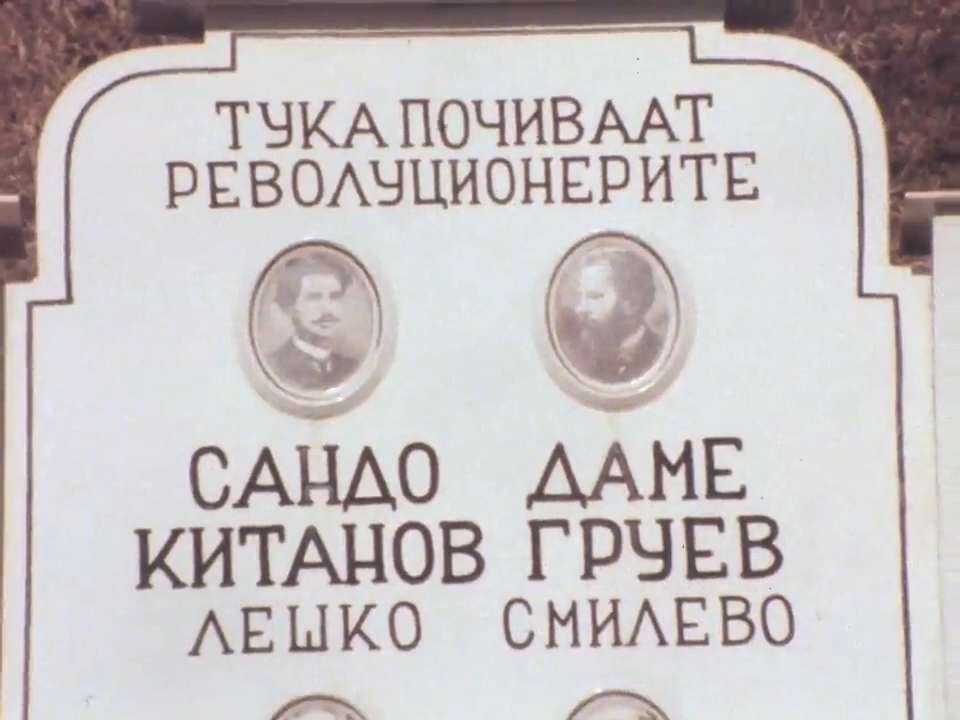 ТУКА ПОЧИВААТ
РЕВОЛУЦИОНЕРИТЕ
САНДО ДАМЕ
КИТАНОВ ГРУЕВ
ЛЕШКО СМИЛЕВО